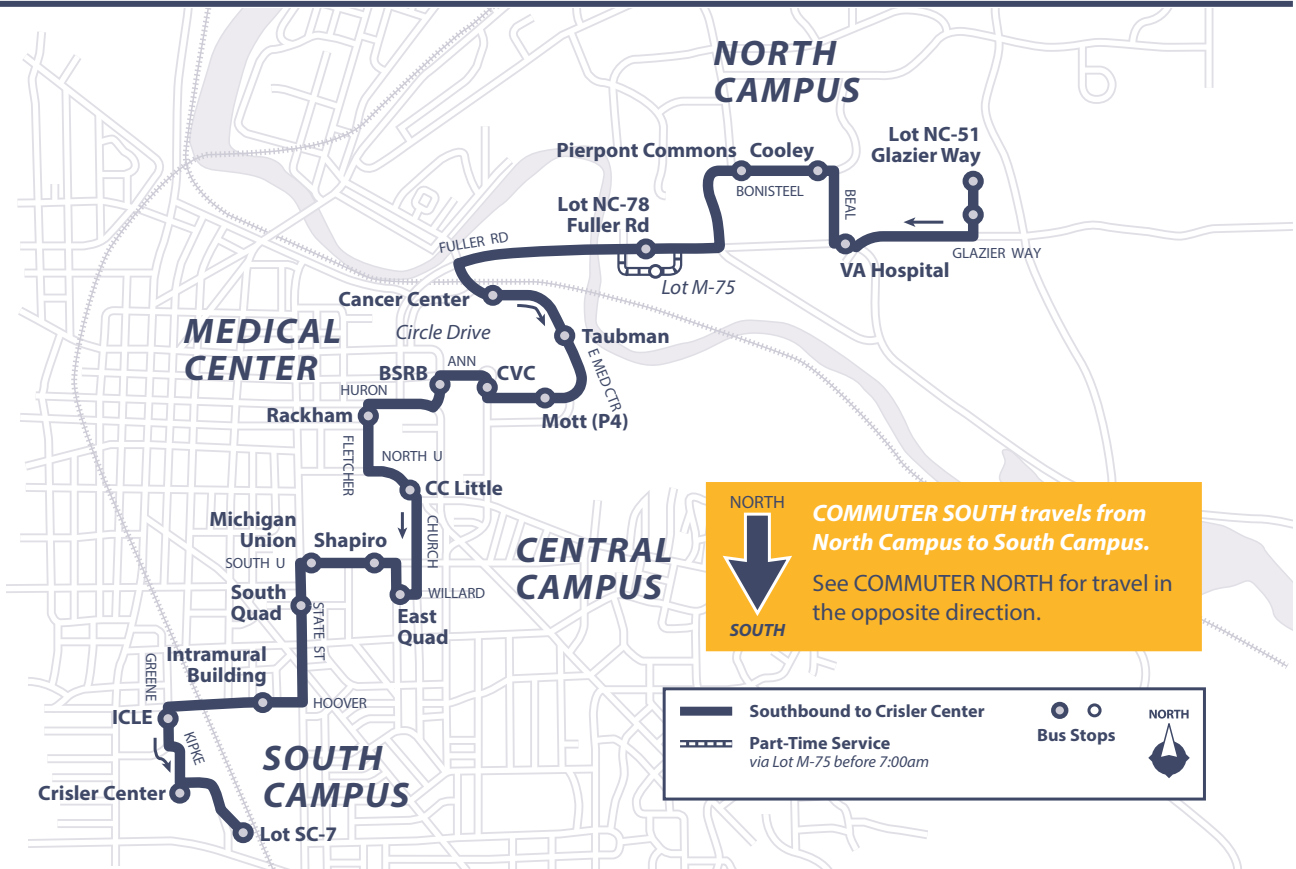 NORTH
CAMPUS
Lot NC-51
Glazier Way
Pierpont Commons
Cooley
BONISTEEL
BEAL
Lot NC-78
Fuller Rd
FULLER RD
GLAZIER WAY
VA Hospital
Lot M-75
Cancer Center
MEDICAL
CENTER
Circle Drive
Taubman
E MED CTR
ANN
BSRB
CVC
HURON
Rackham
Mott (P4)
FLETCHER
NORTH U
CC Little
CHURCH
Michigan
Union
Shapiro
SOUTH U
CENTRAL
CAMPUS
South
Quad
WILLARD
STATE ST
East
Quad
Intramural
Building
GREENE
HOOVER
ICLE
KIPKE
SOUTH
CAMPUS
Crisler Center
Lot SC-7
NORTH
SOUTH
COMMUTER SOUTH travels from
North Campus to South Campus.
See COMMUTER NORTH for travel in
the opposite direction.
Southbound to Crisler Center
Part-Time Service
via Lot M-75 before 7:00am
Bus Stops
NORTH